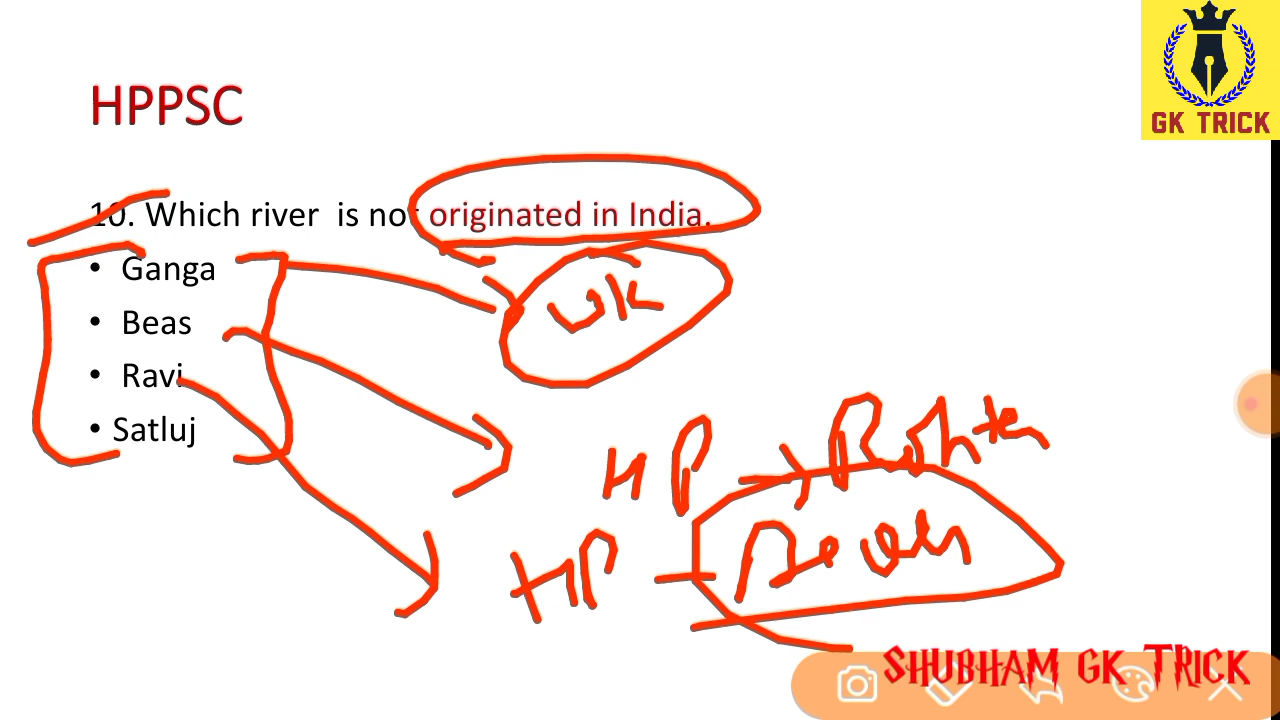 GK TRICK
HPPSC
10. Which river is not originated in India.
• Ganga
• Beas
• Ravi
• Satluj
UK
HP
HP
SHUBHAM GK TRICK